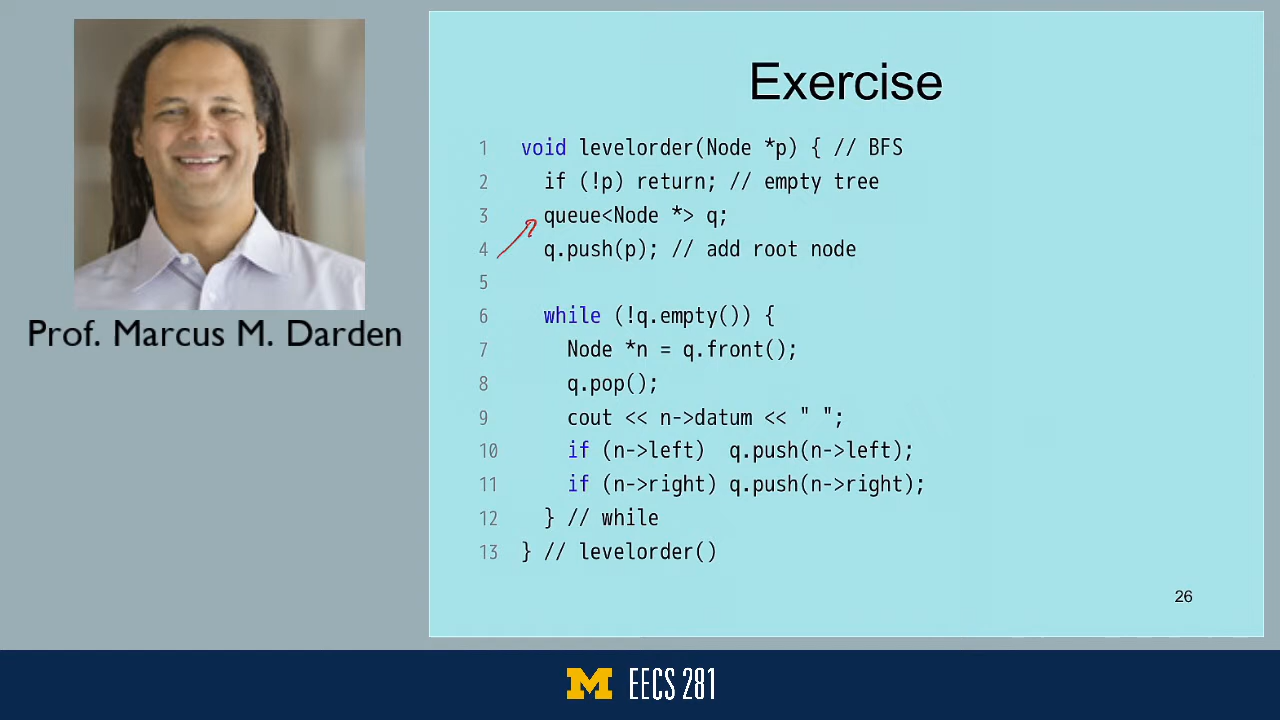 Exercise
1 void levelorder(Node *p) { // BFS
2 if (!p) return; // empty tree
3 queue<Node *> q;
4 q.push(p); // add root node
5
6 while (!q.empty()) {
7 Node *n = q.front();
8 q.pop();
9 cout << n->datum << " ";
10 if (n->left) q.push(n->left);
11 if (n->right) q.push(n->right);
12 } // while
13 } // levelorder()
26
Prof. Marcus M. Darden
M EECS 281